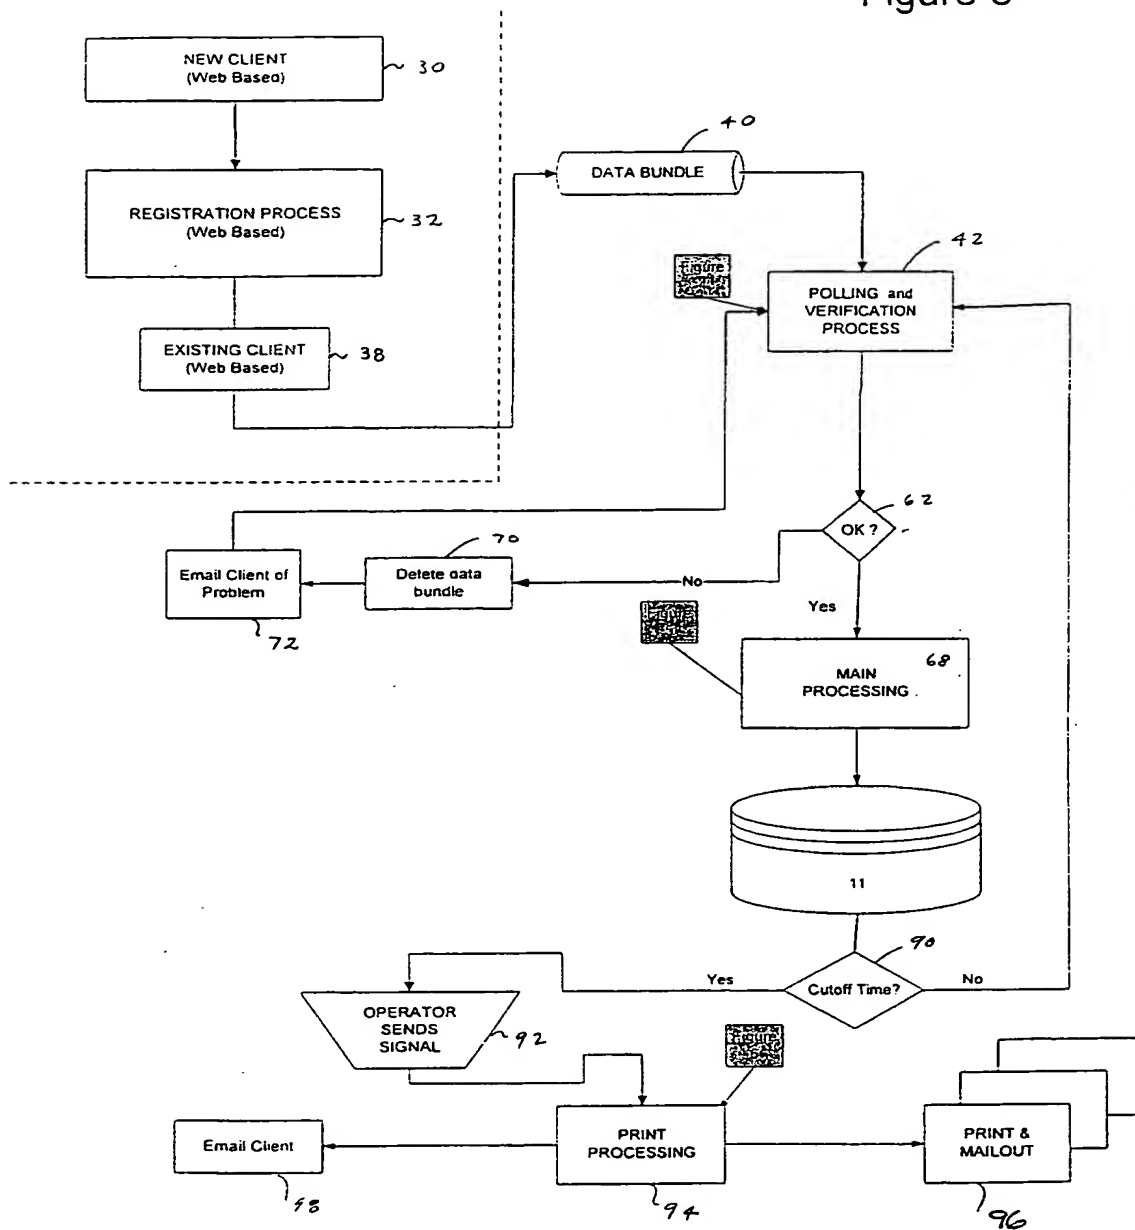 NEW CLIENT
(Web Based)
30
REGISTRATION PROCESS
(Web Based)
32
EXISTING CLIENT
(Web Based)
38
40
DATA BUNDLE
42
Figure
POLLING and
VERIFICATION
PROCESS
62
OK ?
No
Yes
70
Delete data
bundle
Email Client of
Problem
72
68
MAIN
PROCESSING
11
90
Cutoff Time?
Yes
No
OPERATOR
SENDS
SIGNAL
92
Figure
PRINT
PROCESSING
94
Email Client
98
PRINT &
MAILOUT
96